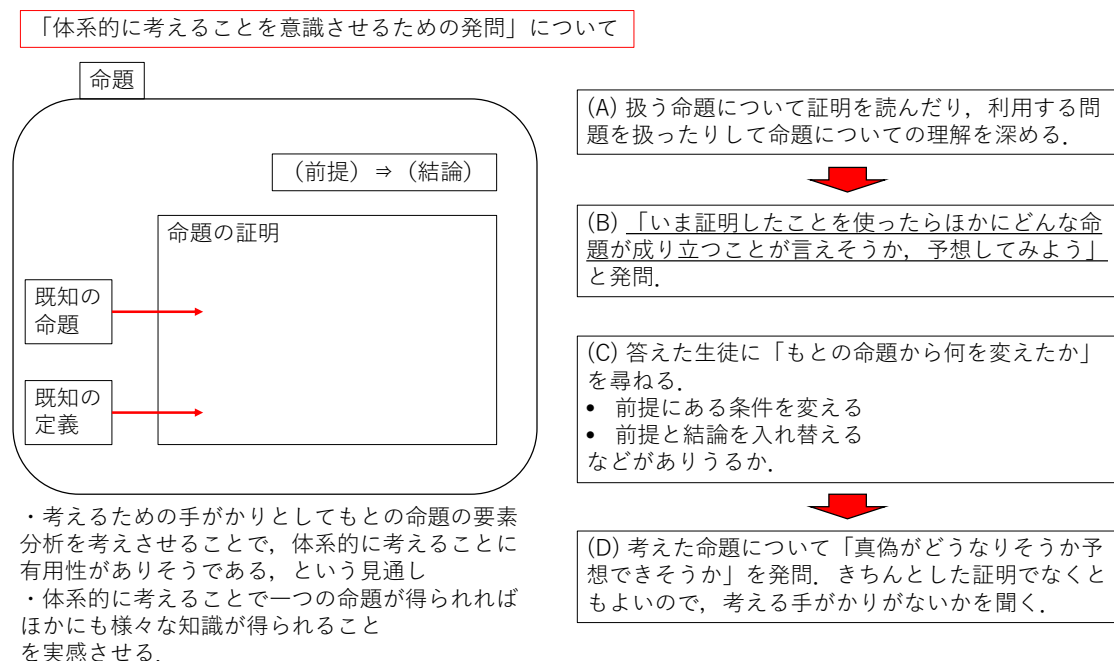 「体系的に考えることを意識させるための発問」について
命題
（前提）⇒（結論）
命題の証明
既知の
命題
既知の
定義
・考えるための手がかりとしてもとの命題の要素
分析を考えさせることで，体系的に考えることに
有用性がありそうである，という見通し
・体系的に考えることで一つの命題が得られれば
ほかにも様々な知識が得られること
を実感させる．
(A) 扱う命題について証明を読んだり，利用する問
題を扱ったりして命題についての理解を深める．
(B) 「いま証明したことを使ったらほかにどんな命
題が成り立つことが言えそうか，予想してみよう」
と発問．
(C) 答えた生徒に「もとの命題から何を変えたか」
を尋ねる．
• 前提にある条件を変える
• 前提と結論を入れ替える
などがありうるか．
(D) 考えた命題について「真偽がどうなりそうか予
想できそうか」を発問．きちんとした証明でなくと
もよいので，考える手がかりがないかを聞く．